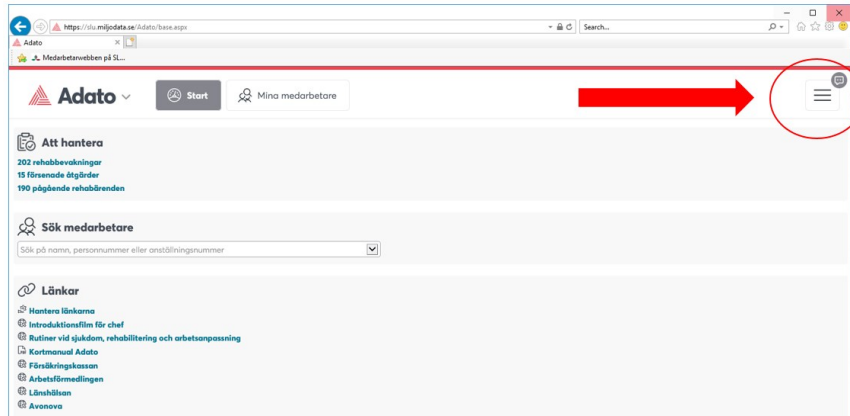 https://slu.miljodata.se/Adato/base.aspx
Search...
Adato
Medarbetarwebben på SL...
Adato
Start
Mina medarbetare
Att hantera
202 rehabbevakningar
15 försenade åtgärder
190 pågående rehabärenden
Sök medarbetare
Sök på namn, personnummer eller anställningsnummer
Länkar
Hantera länkarna
Introduktionsfilm för chef
Rutiner vid sjukdom, rehabilitering och arbetsanpassning
Kortmanual Adato
Försäkringskassan
Arbetsförmedlingen
Länshälsan
Avonova